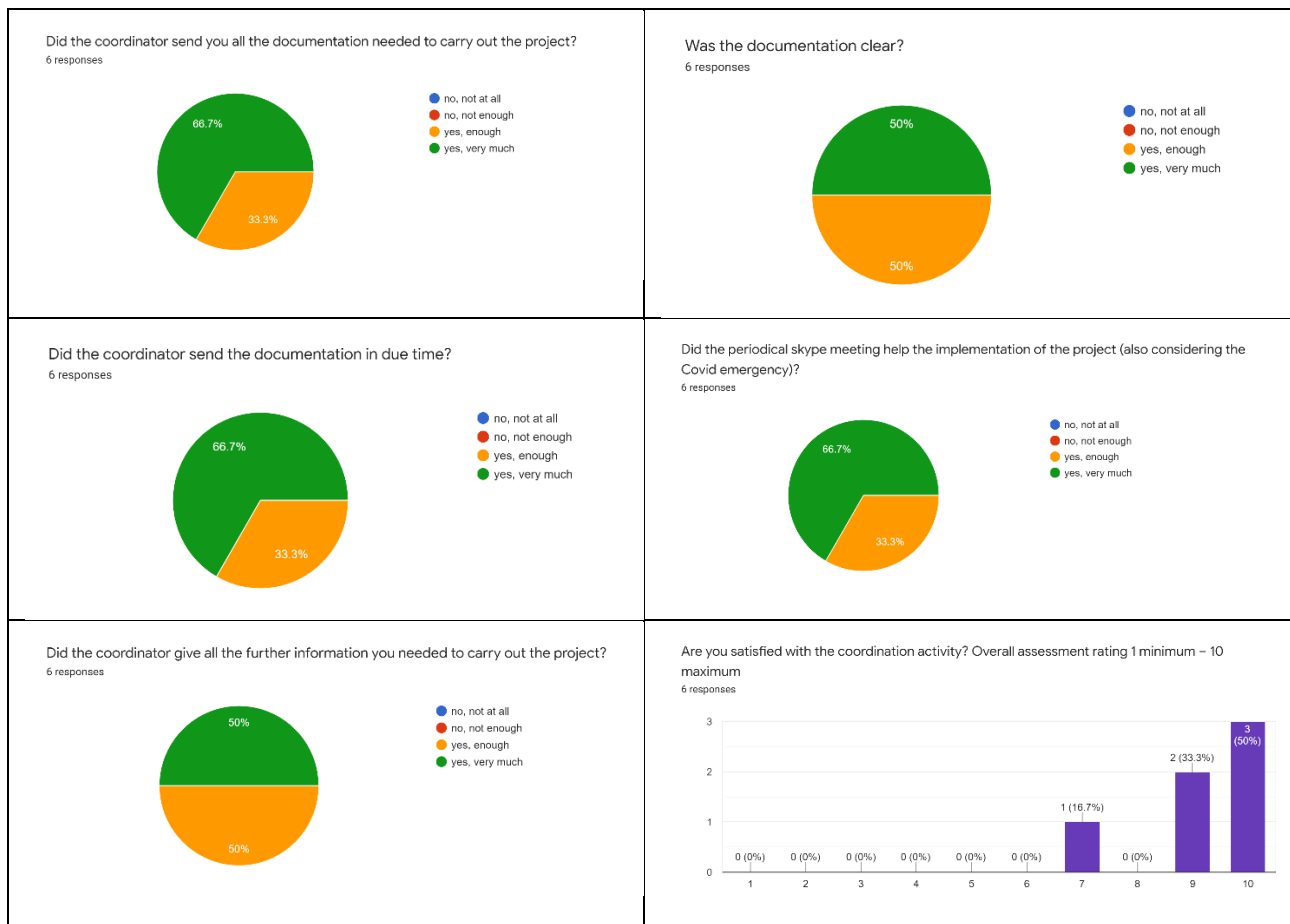 Did the coordinator send you all the documentation needed to carry out the project?
6 responses
66.7%
33.3%
no, not at all
no, not enough
yes, enough
yes, very much
Was the documentation clear?
6 responses
50%
50%
no, not at all
no, not enough
yes, enough
yes, very much
Did the coordinator send the documentation in due time?
6 responses
66.7%
33.3%
no, not at all
no, not enough
yes, enough
yes, very much
Did the periodical skype meeting help the implementation of the project (also considering the
Covid emergency)?
6 responses
66.7%
33.3%
no, not at all
no, not enough
yes, enough
yes, very much
Did the coordinator give all the further information you needed to carry out the project?
6 responses
50%
50%
no, not at all
no, not enough
yes, enough
yes, very much
Are you satisfied with the coordination activity? Overall assessment rating 1 minimum – 10
maximum
6 responses
3
2
1
0
0 (0%) 0 (0%) 0 (0%) 0 (0%) 0 (0%) 0 (0%) 1 (16.7%) 0 (0%) 2 (33.3%) 3
(50%)
1 2 3 4 5 6 7 8 9 10